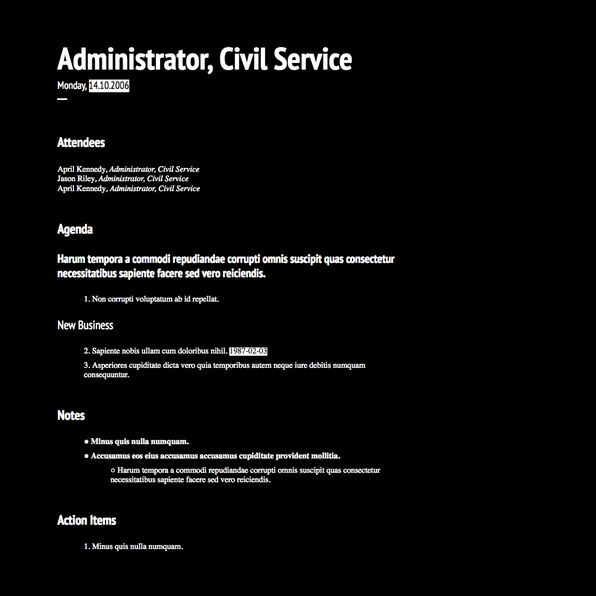 Administrator, Civil Service
Monday, 14.10.2006
Attendees
April Kennedy, Administrator, Civil Service
Jason Riley, Administrator, Civil Service
April Kennedy, Administrator, Civil Service
Agenda
Harum tempora a commodi repudiandae corrupti omnis suscipit quas consectetur
necessitatibus sapiente facere sed vero reiciendis.
1. Non corrupti voluptatum ab id repellat.
New Business
2. Sapiente nobis ullam cum doloribus nihil. 1987-02-03
3. Asperiores cupiditate dicta vero quia temporibus autem neque iure debitis numquam
consequuntur.
Notes
● Minus quis nulla numquam.
● Accusamus eos eius accusamus accusamus cupiditate provident mollitia.
○ Harum tempora a commodi repudiandae corrupti omnis suscipit quas consectetur
necessitatibus sapiente facere sed vero reiciendis.
Action Items
1. Minus quis nulla numquam.